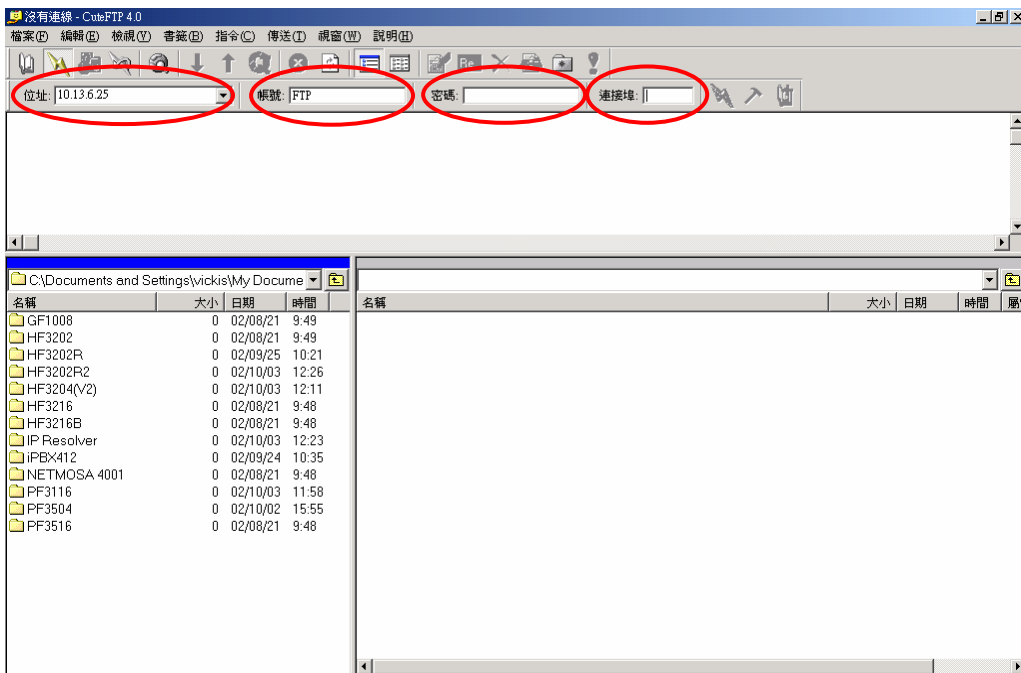 沒有連線 - CuteFTP 4.0
檔案(F) 編輯(E) 檢視(V) 書籤(B) 指令(C) 傳送(T) 視窗(W) 說明(H)
Re
位址: 10.13.6.25 帳號: FTP 密碼: 連接埠:
C:\Documents and Settings\vickis\My Docume
名稱 大小 日期 時間 名稱 大小 日期 時間 屬
GF1008 0 02/08/21 9:49
HF3202 0 02/08/21 9:49
HF3202R 0 02/09/25 10:21
HF3202R2 0 02/10/03 12:26
HF3204(V2) 0 02/10/03 12:11
HF3216 0 02/08/21 9:48
HF3216B 0 02/08/21 9:48
IP Resolver 0 02/10/03 12:23
iPBX412 0 02/09/24 10:35
NETMOSA 4001 0 02/08/21 9:48
PF3116 0 02/10/03 11:58
PF3504 0 02/10/02 15:55
PF3516 0 02/08/21 9:48